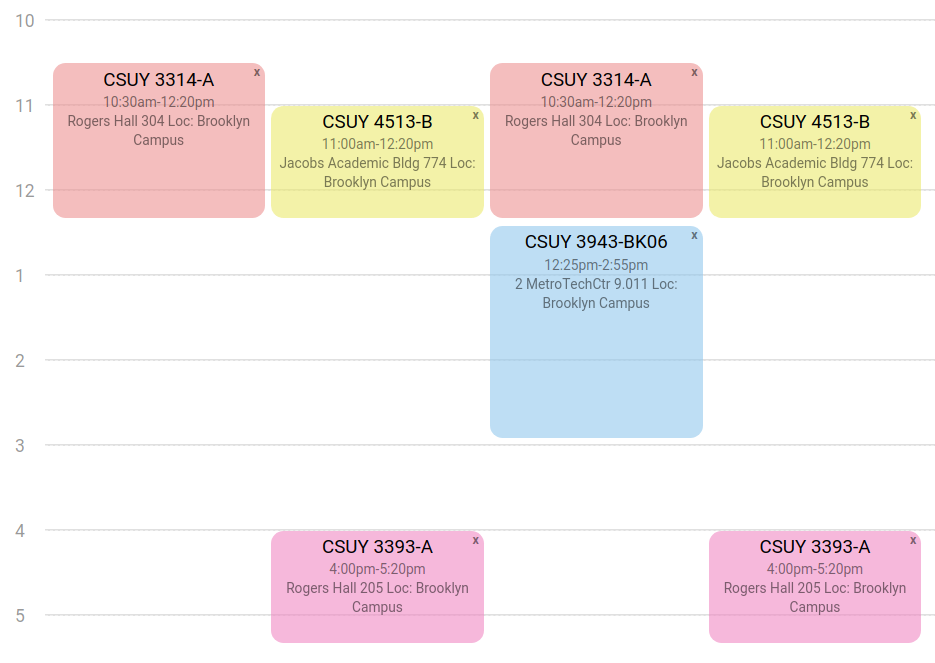 10
CSUY 3314-A
x
10:30am-12:20pm
Rogers Hall 304 Loc: Brooklyn
Campus
CSUY 3314-A
x
10:30am-12:20pm
Rogers Hall 304 Loc: Brooklyn
Campus
11
CSUY 4513-B
x
11:00am-12:20pm
Jacobs Academic Bldg 774 Loc:
Brooklyn Campus
CSUY 4513-B
x
11:00am-12:20pm
Jacobs Academic Bldg 774 Loc:
Brooklyn Campus
12
CSUY 3943-BK06
x
12:25pm-2:55pm
2 MetroTechCtr 9.011 Loc:
Brooklyn Campus
1
2
3
4
CSUY 3393-A
x
4:00pm-5:20pm
Rogers Hall 205 Loc: Brooklyn
Campus
CSUY 3393-A
x
4:00pm-5:20pm
Rogers Hall 205 Loc: Brooklyn
Campus
5